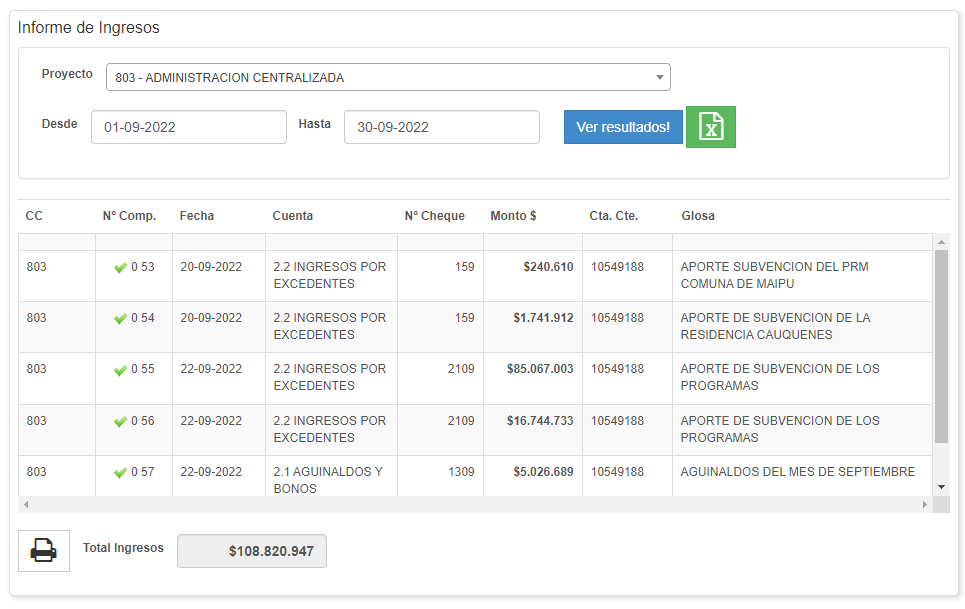 Informe de Ingresos
Proyecto 803 - ADMINISTRACION CENTRALIZADA
Desde 01-09-2022 Hasta 30-09-2022 Ver resultados!
CC Nº Comp. Fecha Cuenta Nº Cheque Monto $ Cta. Cte. Glosa
803 0 53 20-09-2022 2.2 INGRESOS POR 159 $240.610 10549188 APORTE SUBVENCION DEL PRM
EXCEDENTES COMUNA DE MAIPU
803 0 54 20-09-2022 2.2 INGRESOS POR 159 $1.741.912 10549188 APORTE DE SUBVENCION DE LA
EXCEDENTES RESIDENCIA CAUQUENES
803 0 55 22-09-2022 2.2 INGRESOS POR 2109 $85.067.003 10549188 APORTE DE SUBVENCION DE LOS
EXCEDENTES PROGRAMAS
803 0 56 22-09-2022 2.2 INGRESOS POR 2109 $16.744.733 10549188 APORTE DE SUBVENCION DE LOS
EXCEDENTES PROGRAMAS
803 0 57 22-09-2022 2.1 AGUINALDOS Y 1309 $5.026.689 10549188 AGUINALDOS DEL MES DE SEPTIEMBRE
BONOS
Total Ingresos $108.820.947